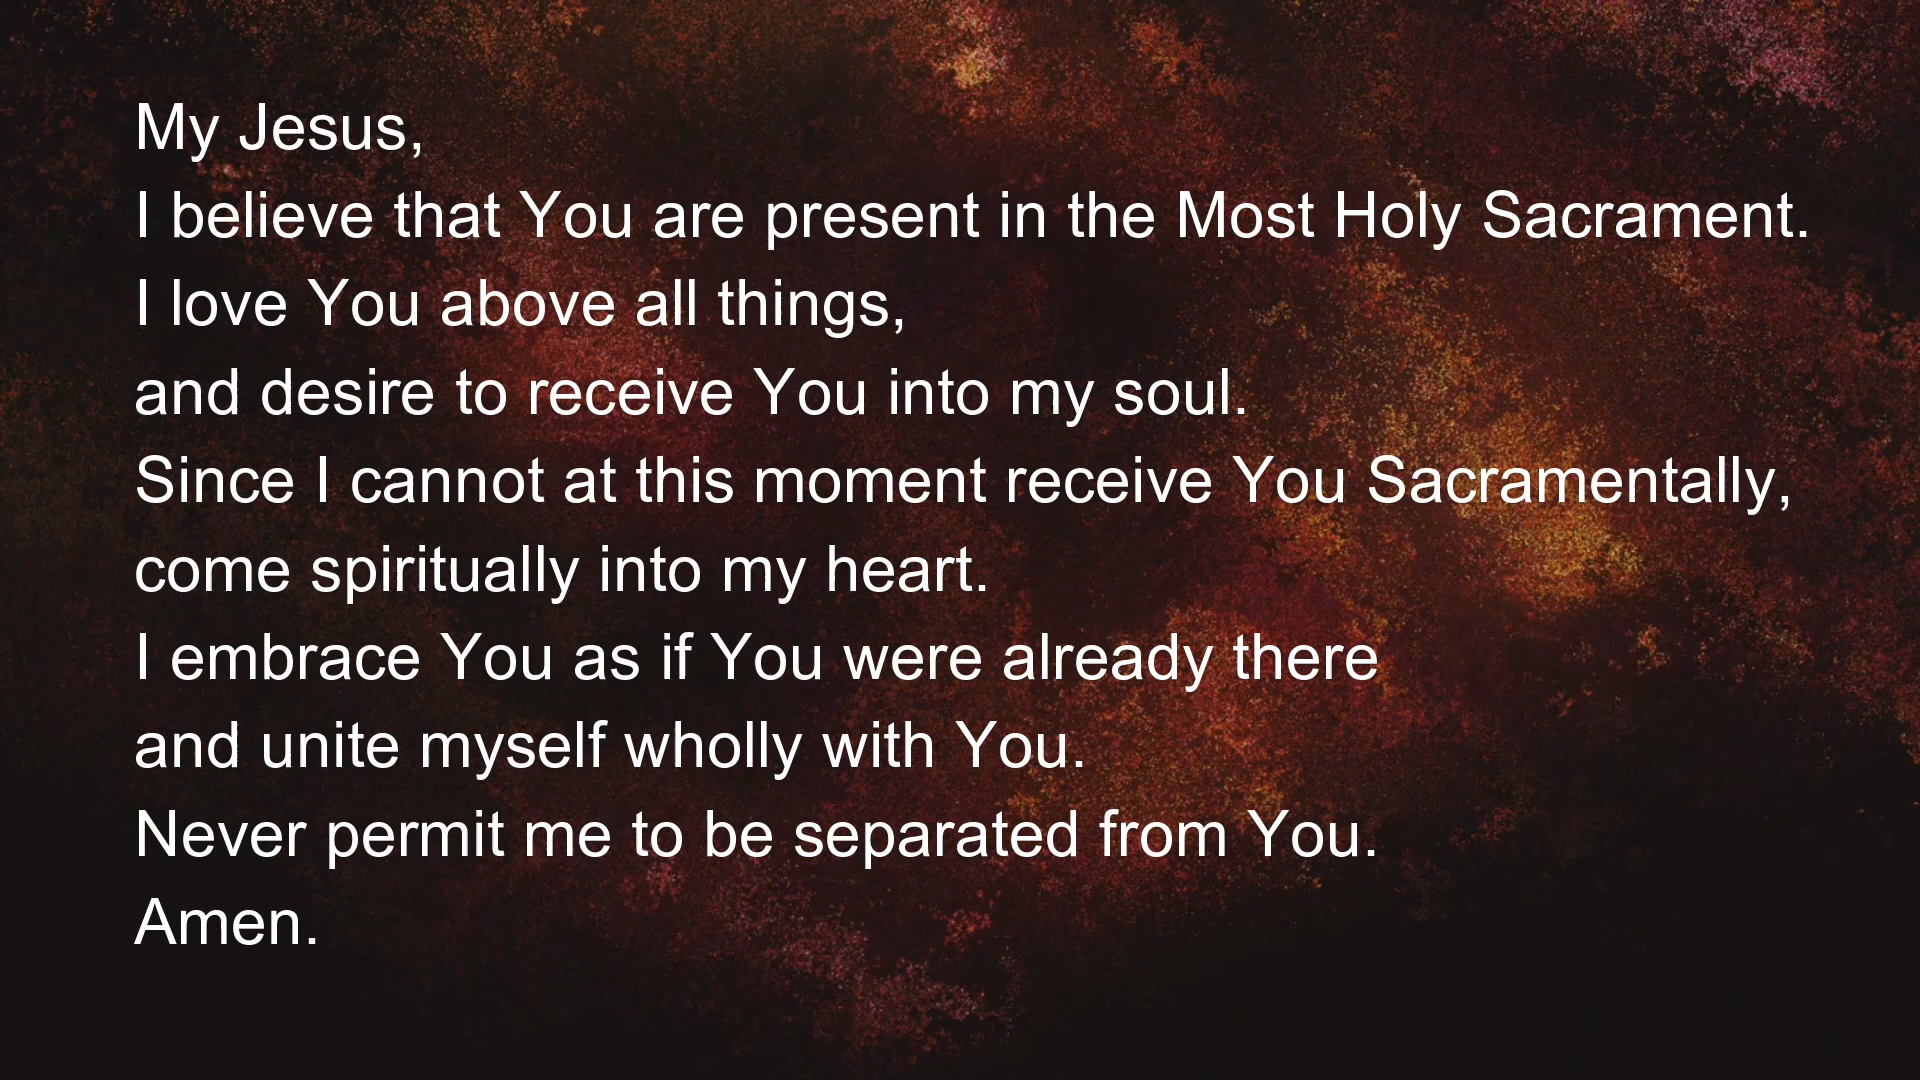 My Jesus,
I believe that You are present in the Most Holy Sacrament.
I love You above all things,
and desire to receive You into my soul.
Since I cannot at this moment receive You Sacramentally,
come spiritually into my heart.
I embrace You as if You were already there
and unite myself wholly with You.
Never permit me to be separated from You.
Amen.